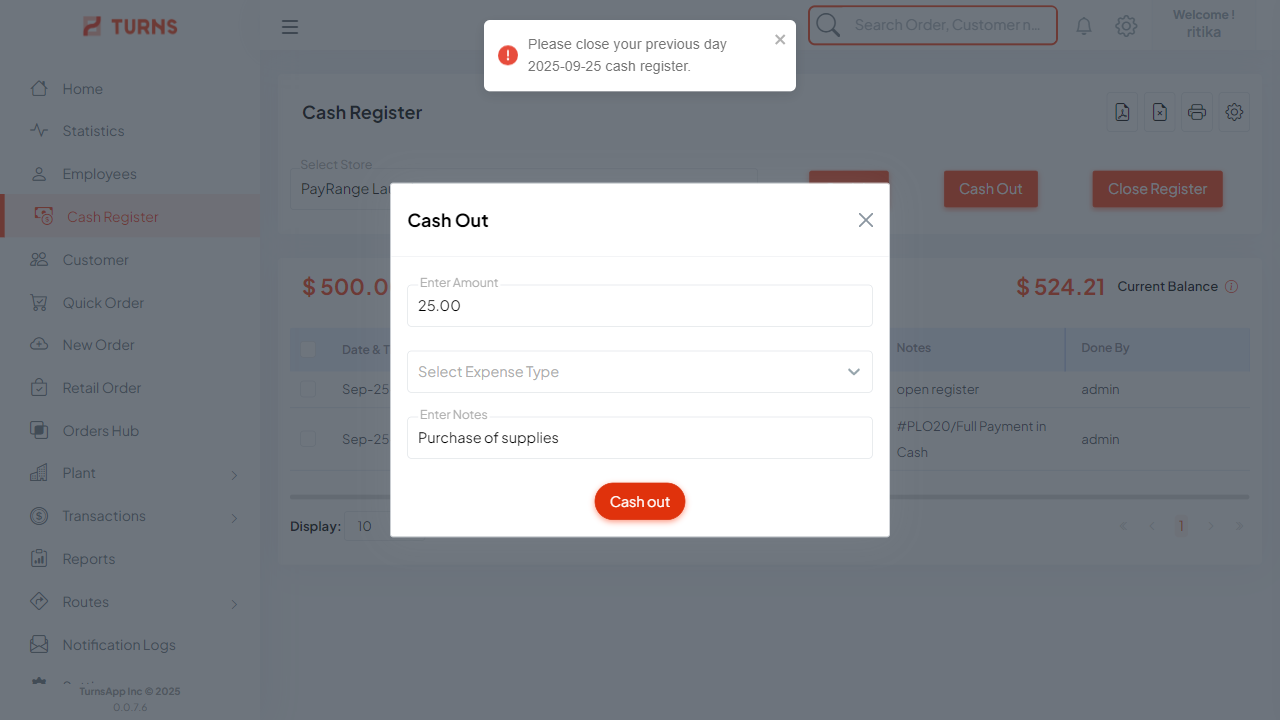 TURNS
Search Order, Customer n...
Welcome !
ritika
Please close your previous day
2025-09-25 cash register.
Home
Statistics
Employees
Cash Register
Customer
Quick Order
New Order
Retail Order
Orders Hub
Plant
Transactions
Reports
Routes
Notification Logs
TurnsApp Inc © 2025
0.0.7.6
Cash Register
Select Store
PayRange La
Cash Out
Close Register
$ 500.0
$ 524.21 Current Balance
Date & T
Notes
Done By
Sep-25
open register
admin
Sep-25
#PLO20/Full Payment in
Cash
admin
Display: 10
1
Cash Out
Enter Amount
25.00
Select Expense Type
Enter Notes
Purchase of supplies
Cash out